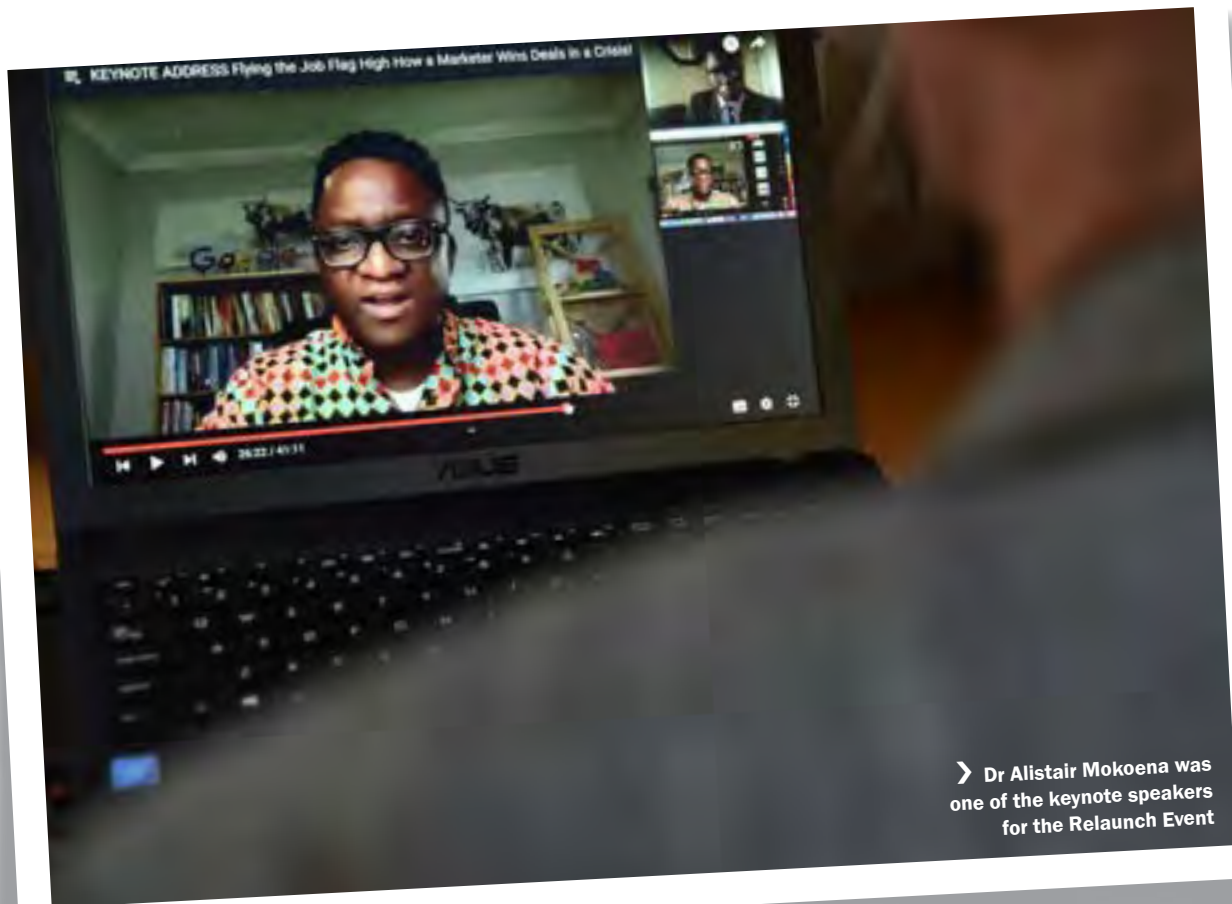 KEYNOTE ADDRESS Flying the Job Flag High How a Marketer Wins Deals in a Crisis!
Google
26:22 / 41:11
ASUS
❯ Dr Alistair Mokoena was
one of the keynote speakers
for the Relaunch Event